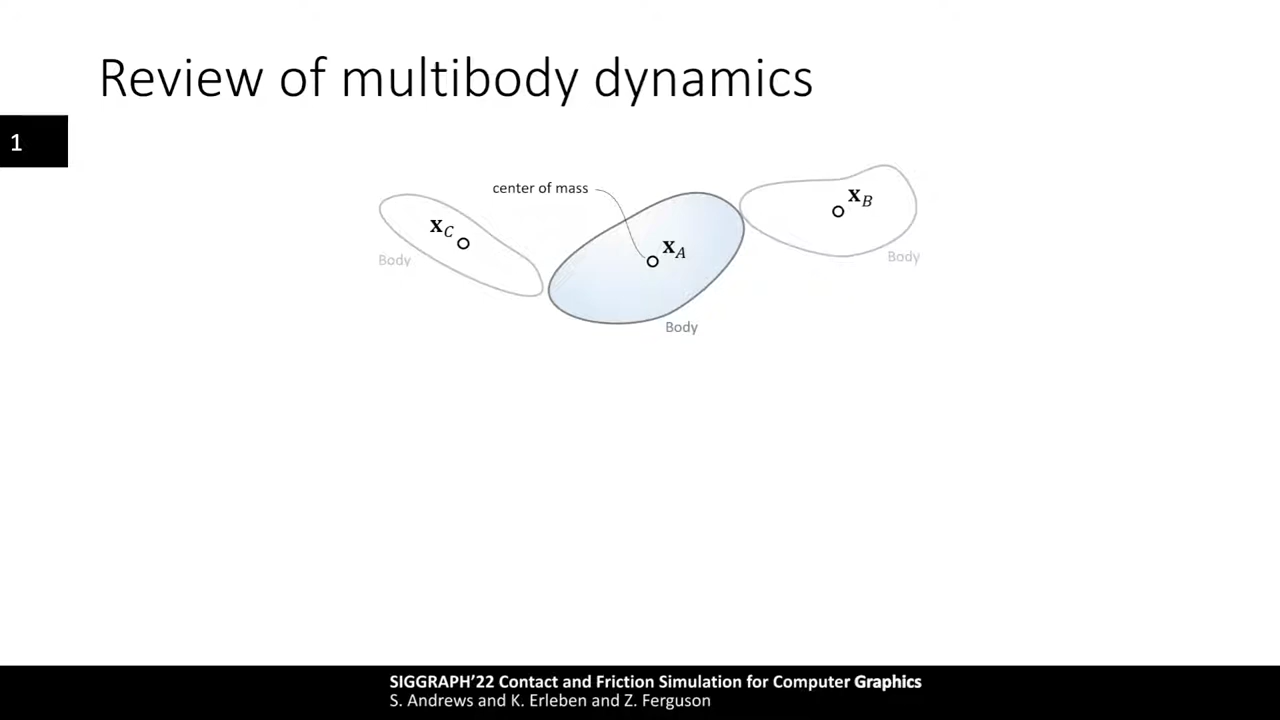 Review of multibody dynamics
1
center of mass
𝐱_C
𝐱_A
𝐱_B
Body
Body
Body
SIGGRAPH’22 Contact and Friction Simulation for Computer Graphics
S. Andrews and K. Erleben and Z. Ferguson